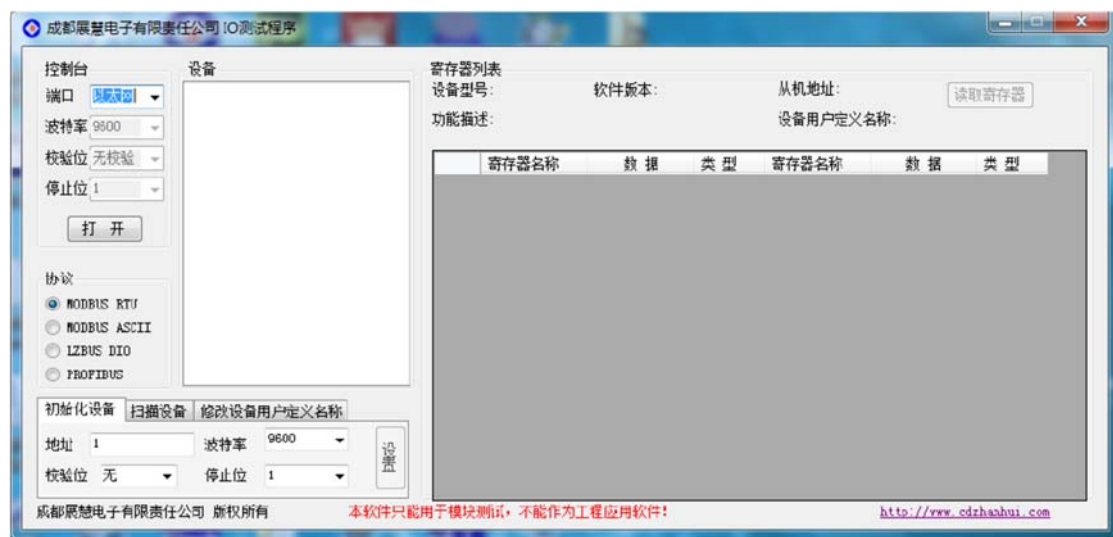 成都展慧电子有限责任公司IO测试程序
控制台
端口 以太网
波特率 9600
校验位 无校验
停止位 1
打 开
协议
MODBUS RTU
MODBUS ASCII
LZBUS DIO
PROFIBUS
设备
寄存器列表
设备型号: 软件版本: 从机地址: 读取寄存器
功能描述: 设备用户定义名称:
寄存器名称 数 据 类 型 寄存器名称 数 据 类 型
初始化设备 扫描设备 修改设备用户定义名称
地址 1 波特率 9600
校验位 无 停止位 1
设置
成都展慧电子有限责任公司 版权所有 本软件只能用于模块测试,不能作为工程应用软件! http://www.cdzhanhui.com